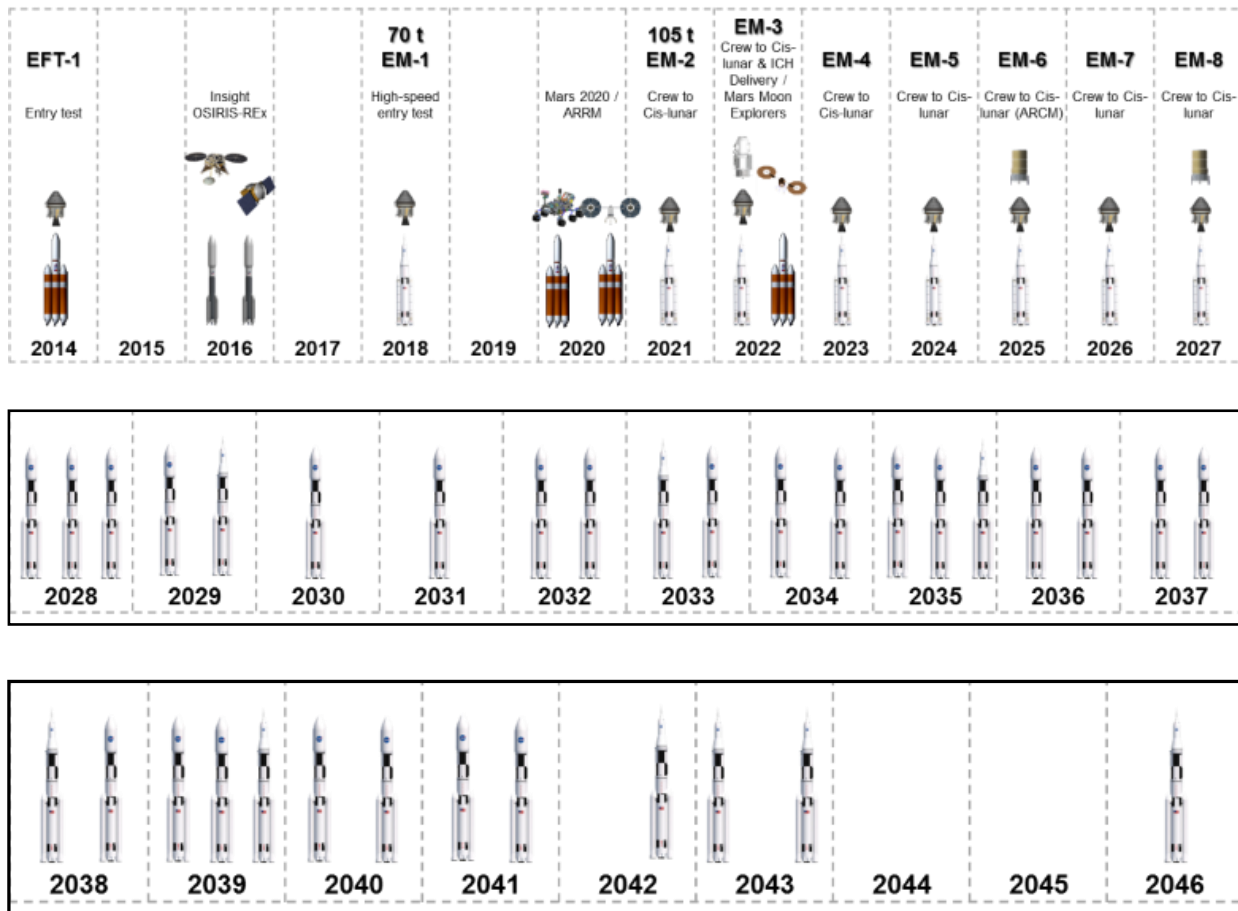 EFT-1
Entry test
2014
2015
Insight
OSIRIS-REx
2016
2017
70 t
EM-1
High-speed
entry test
2018
2019
Mars 2020 /
ARRM
2020
105 t
EM-2
Crew to
Cis-lunar
2021
EM-3
Crew to Cis-
lunar & ICH
Delivery /
Mars Moon
Explorers
2022
EM-4
Crew to
Cis-lunar
2023
EM-5
Crew to Cis-
lunar
2024
EM-6
Crew to Cis-
lunar (ARCM)
2025
EM-7
Crew to Cis-
lunar
2026
EM-8
Crew to Cis-
lunar
2027
2028
2029
2030
2031
2032
2033
2034
2035
2036
2037
2038
2039
2040
2041
2042
2043
2044
2045
2046